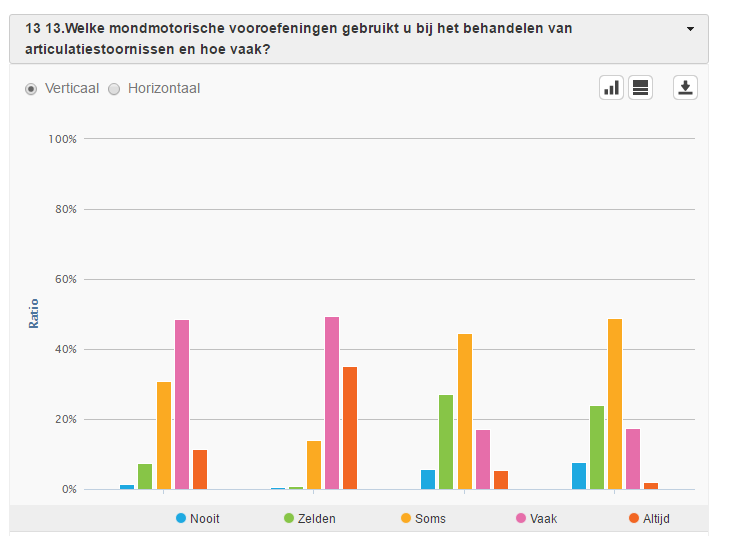 13 13.Welke mondmotorische vooroefeningen gebruikt u bij het behandelen van
articulatiestoornissen en hoe vaak?
Verticaal Horizontaal
100%
80%
60%
40%
20%
0%
Ratio
Nooit Zelden Soms Vaak Altijd